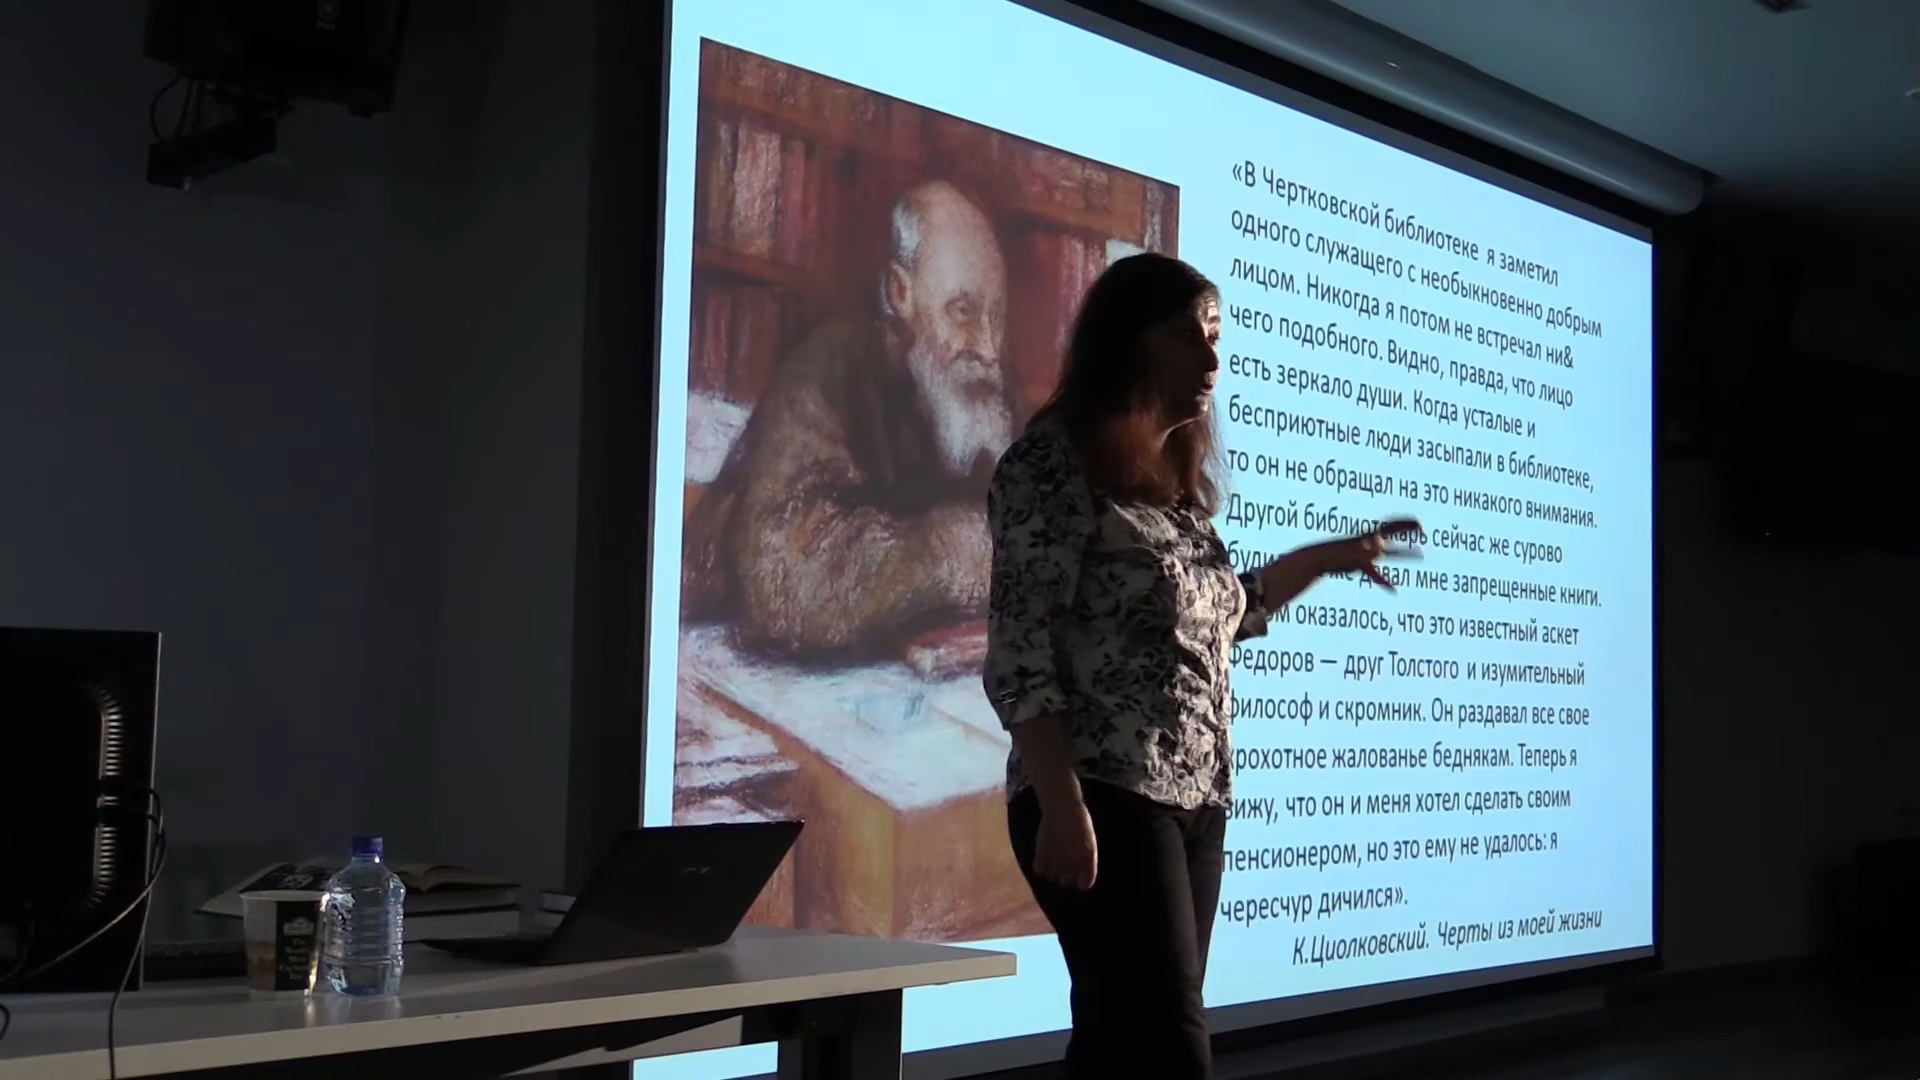 «В Чертковской библиотеке я заметил
одного служащего с необыкновенно добрым
лицом. Никогда я потом не встречал ни&
чего подобного. Видно, правда, что лицо
есть зеркало души. Когда усталые и
бесприютные люди засыпали в библиотеке,
то он не обращал на это никакого внимания.
Другой библиотекарь сейчас же сурово
давал мне запрещенные книги.
оказалось, что это известный аскет
Федоров — друг Толстого и изумительный
философ и скромник. Он раздавал все свое
крохотное жалованье беднякам. Теперь я
вижу, что он и меня хотел сделать своим
пенсионером, но это ему не удалось: я
чересчур дичился».
К.Циолковский. Черты из моей жизни